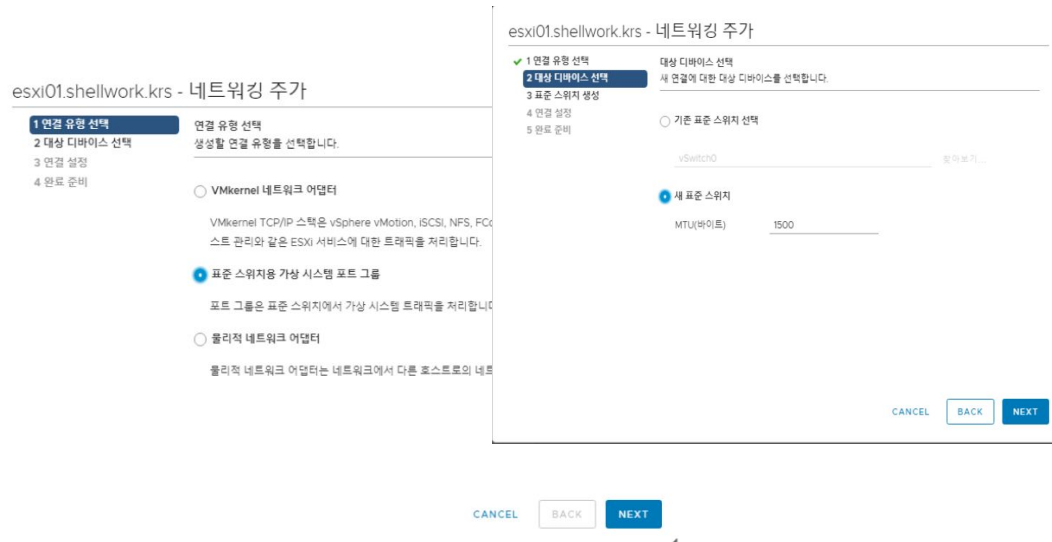 esxi01.shellwork.krs - 네트워킹 추가
1 연결 유형 선택
2 대상 디바이스 선택
3 연결 설정
4 완료 준비
연결 유형 선택
생성할 연결 유형을 선택합니다.
VMkernel 네트워크 어댑터
VMkernel TCP/IP 스택은 vSphere vMotion, iSCSI, NFS, FCo
스트 관리와 같은 ESXi 서비스에 대한 트래픽을 처리합니다.
표준 스위치용 가상 시스템 포트 그룹
포트 그룹은 표준 스위치에서 가상 시스템 트래픽을 처리합니다
물리적 네트워크 어댑터
물리적 네트워크 어댑터는 네트워크에서 다른 호스트로의 네트
CANCEL BACK NEXT
esxi01.shellwork.krs - 네트워킹 추가
1 연결 유형 선택
2 대상 디바이스 선택
3 표준 스위치 생성
4 연결 설정
5 완료 준비
대상 디바이스 선택
새 연결에 대한 대상 디바이스를 선택합니다.
기존 표준 스위치 선택
vSwitch0 찾아보기...
새 표준 스위치
MTU(바이트) 1500
CANCEL BACK NEXT